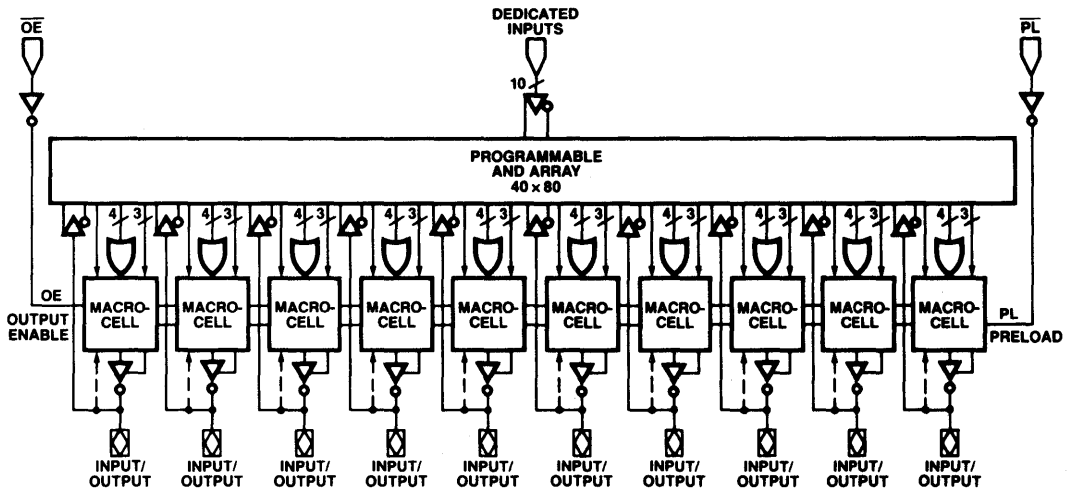 OE
DEDICATED
INPUTS
PL
10
PROGRAMMABLE
AND ARRAY
40 x 80
4 3 4 3 4 3 4 3 4 3 4 3 4 3 4 3 4 3 4 3
OE
OUTPUT
ENABLE
MACRO-
CELL
MACRO-
CELL
MACRO-
CELL
MACRO-
CELL
MACRO-
CELL
MACRO-
CELL
MACRO-
CELL
MACRO-
CELL
MACRO-
CELL
MACRO-
CELL
PL
PRELOAD
INPUT/
OUTPUT
INPUT/
OUTPUT
INPUT/
OUTPUT
INPUT/
OUTPUT
INPUT/
OUTPUT
INPUT/
OUTPUT
INPUT/
OUTPUT
INPUT/
OUTPUT
INPUT/
OUTPUT
INPUT/
OUTPUT